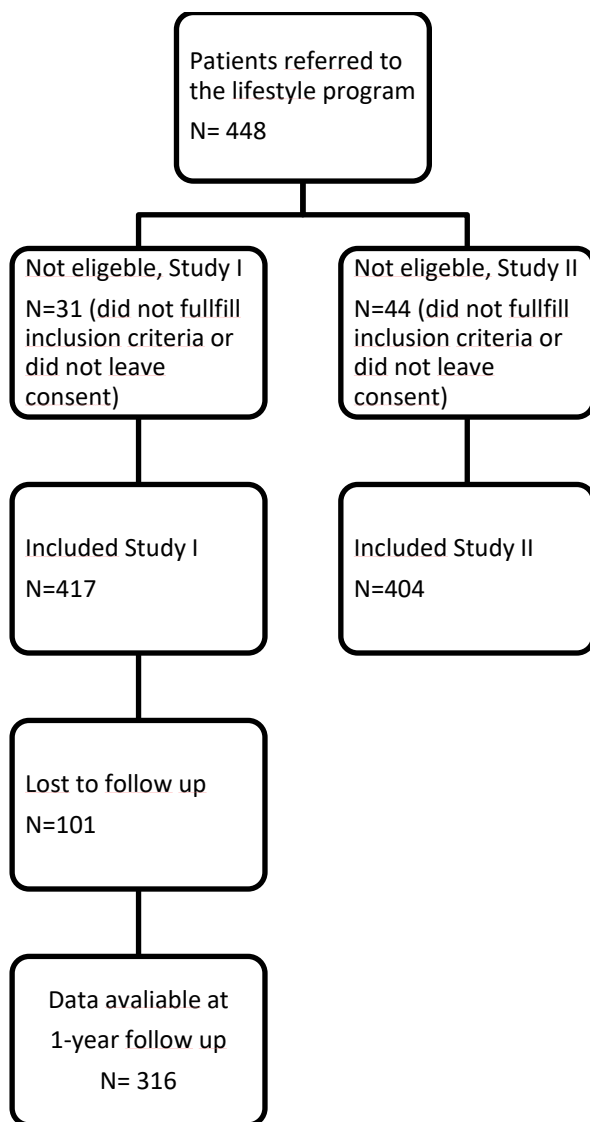 Patients referred to
the lifestyle program
N= 448
Not eligeble, Study I
N=31 (did not fullfill
inclusion criteria or
did not leave
consent)
Not eligeble, Study II
N=44 (did not fullfill
inclusion criteria or
did not leave
consent)
Included Study I
N=417
Included Study II
N=404
Lost to follow up
N=101
Data avaliable at
1-year follow up
N= 316